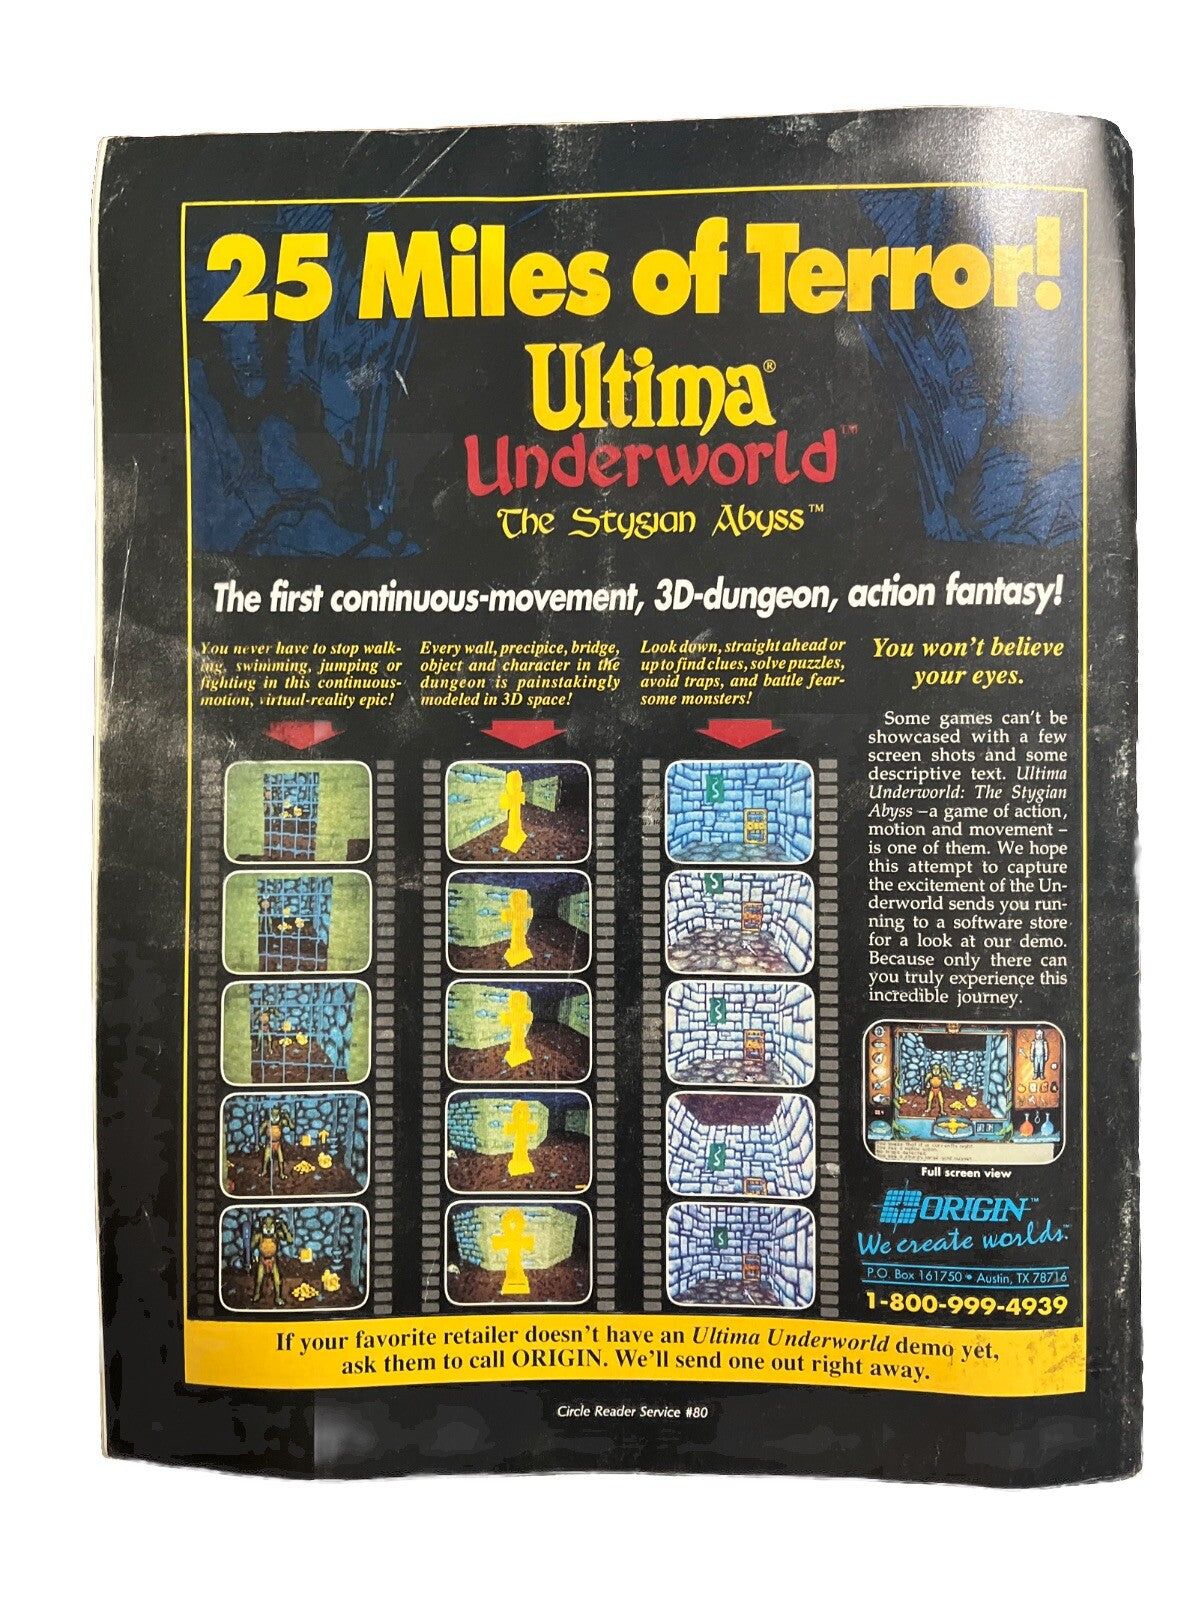 25 Miles of Terror!
Ultima®
Underworld™
The Stygian Abyss™
The first continuous-movement, 3D-dungeon, action fantasy!
You never have to stop walk-
ing, swimming, jumping or
fighting in this continuous-
motion, virtual-reality epic!
Every wall, precipice, bridge,
object and character in the
dungeon is painstakingly
modeled in 3D space!
Look down, straight ahead or
up to find clues, solve puzzles,
avoid traps, and battle fear-
some monsters!
You won't believe
your eyes.
Some games can't be
showcased with a few
screen shots and some
descriptive text. Ultima
Underworld: The Stygian
Abyss – a game of action,
motion and movement –
is one of them. We hope
this attempt to capture
the excitement of the Un-
derworld sends you run-
ning to a software store
for a look at our demo.
Because only there can
you truly experience this
incredible journey.
Full screen view
ORIGIN™
We create worlds.™
P.O. Box 161750 • Austin, TX 78716
1-800-999-4939
If your favorite retailer doesn't have an Ultima Underworld demo yet,
ask them to call ORIGIN. We'll send one out right away.
Circle Reader Service #80